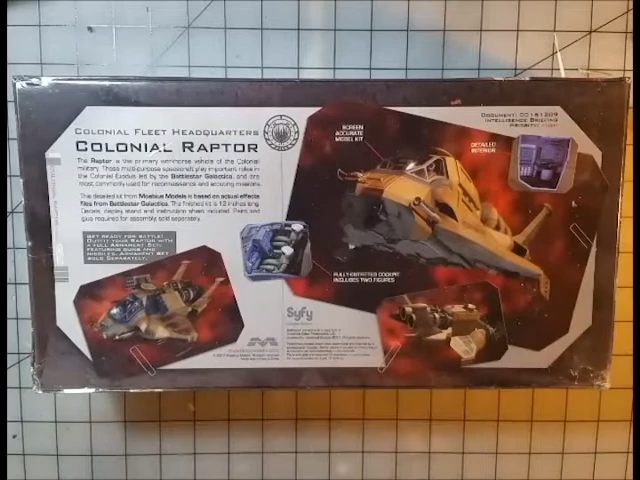 COLONIAL FLEET HEADQUARTERS
COLONIAL RAPTOR
The Raptor is the primary workhorse vehicle of the Colonial
military. These multi-purpose spacecraft play important roles in
the Colonial Exodus led by the Battlestar Galactica, and are
most commonly used for reconnaissance and scouting missions.
The detailed kit from Moebius Models is based on actual effects
files from Battlestar Galactica. The finished kit is 12 inches long.
Decals, display stand and instruction sheet included. Paint and
glue required for assembly sold separately.
GET READY FOR BATTLE!
OUTFIT YOUR RAPTOR WITH
A FULL ARMAMENT SET,
FEATURING GUNS AND
MISSILES. ARMAMENT SET
SOLD SEPARATELY.
SCREEN
ACCURATE
MODEL KIT
DOCUMENT:
INTELLIGENCE BRIEFING
DETAILED
INTERIOR
FULLY-OUTFITTED COCKPIT
INCLUDES TWO FIGURES
Syfy